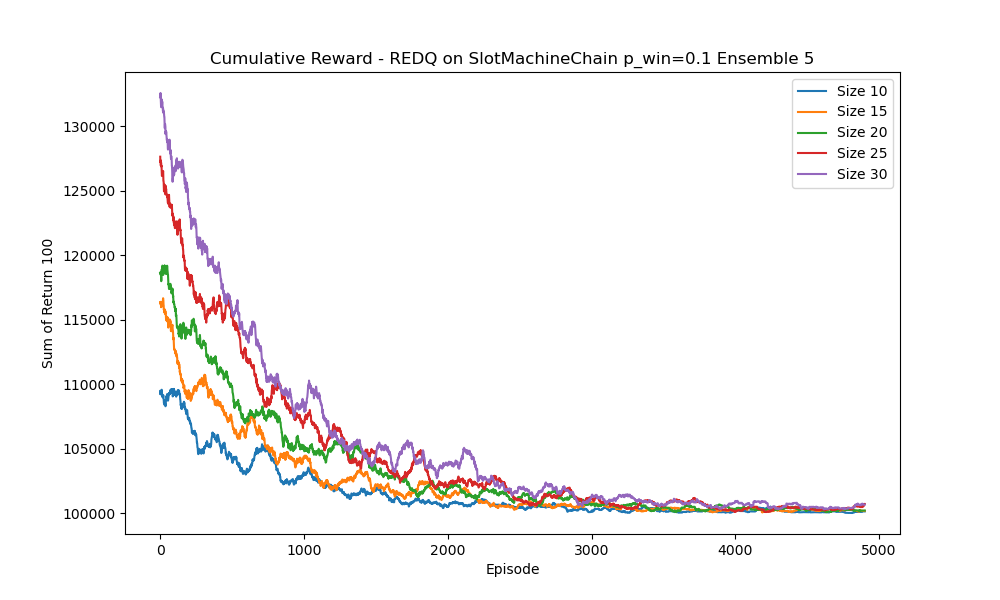 Cumulative Reward - REDQ on SlotMachineChain p_win=0.1 Ensemble 5
Size 10
Size 15
Size 20
Size 25
Size 30
Sum of Return 100
130000
125000
120000
115000
110000
105000
100000
0 1000 2000 3000 4000 5000
Episode